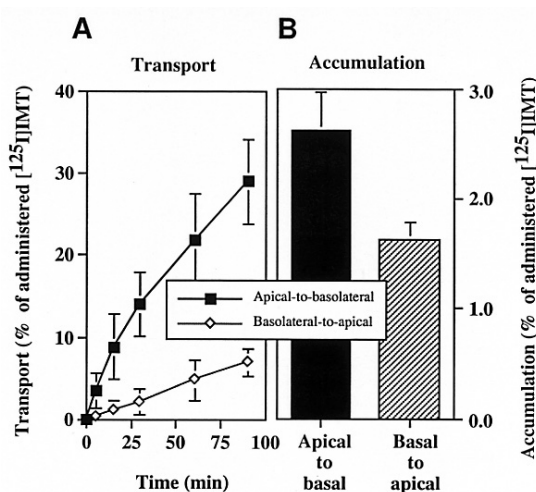 A
B
Transport
Accumulation
Transport (% of administered [125I]IMT)
40
30
20
10
0
0
25
50
75
100
Time (min)
Apical-to-basolateral
Basolateral-to-apical
3.0
2.0
1.0
0.0
Accumulation (% of administered [125I]IMT)
Apical
to
basal
Basal
to
apical